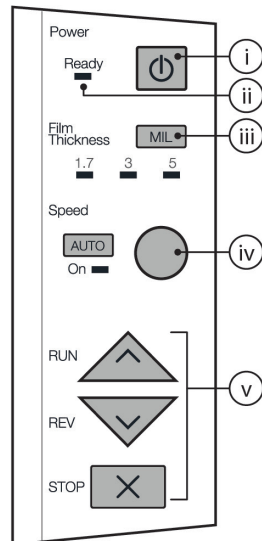 Power
i
Ready
ii
Film
Thickness
MIL
iii
1.7 3 5
Speed
AUTO
iv
On
RUN
v
REV
STOP